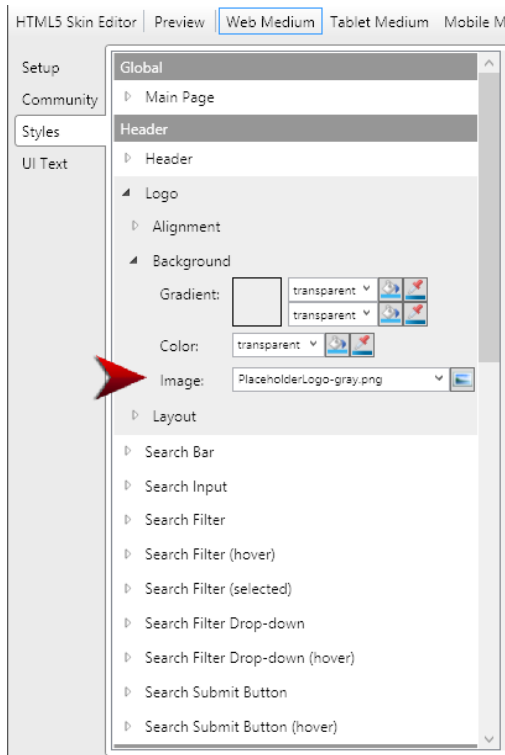 HTML5 Skin Editor Preview Web Medium Tablet Medium Mobile M
Setup
Community
Styles
UI Text
Global
Main Page
Header
Header
Logo
Alignment
Background
Gradient: transparent
transparent
Color: transparent
Image: PlaceholderLogo-gray.png
Layout
Search Bar
Search Input
Search Filter
Search Filter (hover)
Search Filter (selected)
Search Filter Drop-down
Search Filter Drop-down (hover)
Search Submit Button
Search Submit Button (hover)